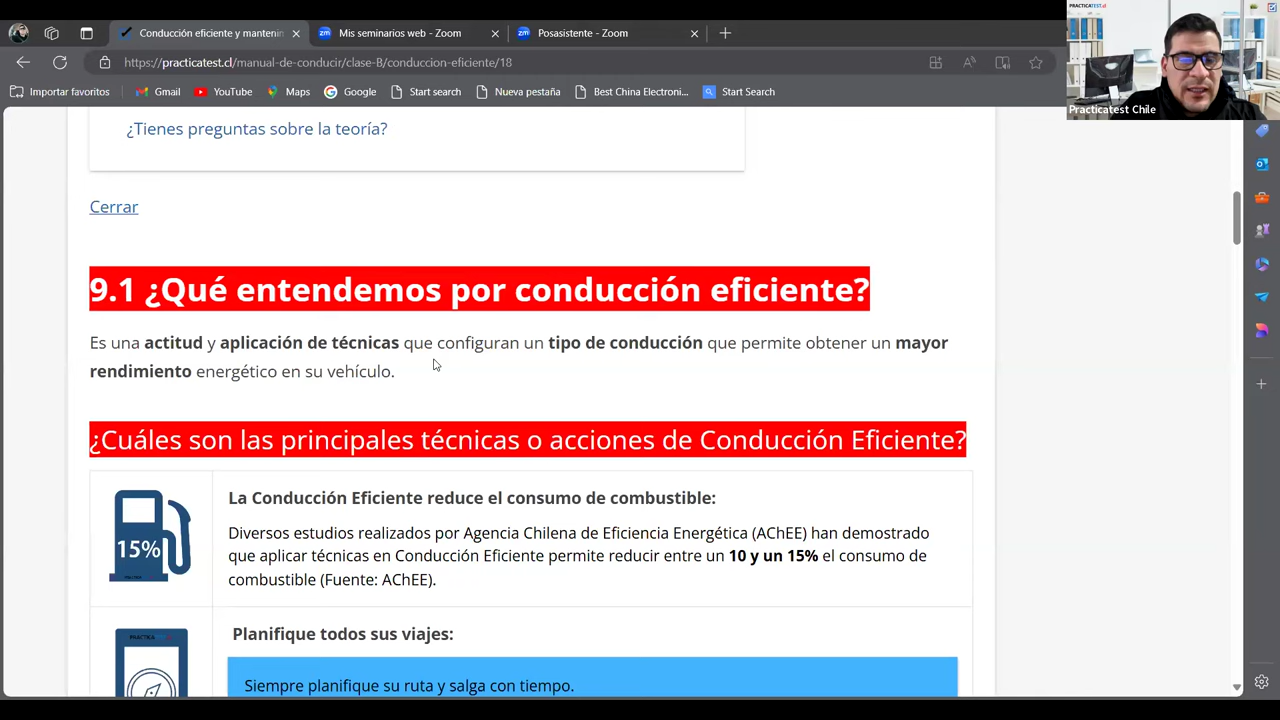 Conducción eficiente y mantenin
Mis seminarios web - Zoom
Posasistente - Zoom
https://practicatest.cl/manual-de-conducir/clase-B/conduccion-eficiente/18
Importar favoritos
Gmail
YouTube
Maps
Google
Start search
Nueva pestaña
Best China Electroni...
Start Search
PRACTICATEST.cl
Practicatest Chile
¿Tienes preguntas sobre la teoría?
Cerrar
9.1 ¿Qué entendemos por conducción eficiente?
Es una actitud y aplicación de técnicas que configuran un tipo de conducción que permite obtener un mayor
rendimiento energético en su vehículo.
¿Cuáles son las principales técnicas o acciones de Conducción Eficiente?
15%
La Conducción Eficiente reduce el consumo de combustible:
Diversos estudios realizados por Agencia Chilena de Eficiencia Energética (AChEE) han demostrado
que aplicar técnicas en Conducción Eficiente permite reducir entre un 10 y un 15% el consumo de
combustible (Fuente: AChEE).
Planifique todos sus viajes:
Siempre planifique su ruta y salga con tiempo.